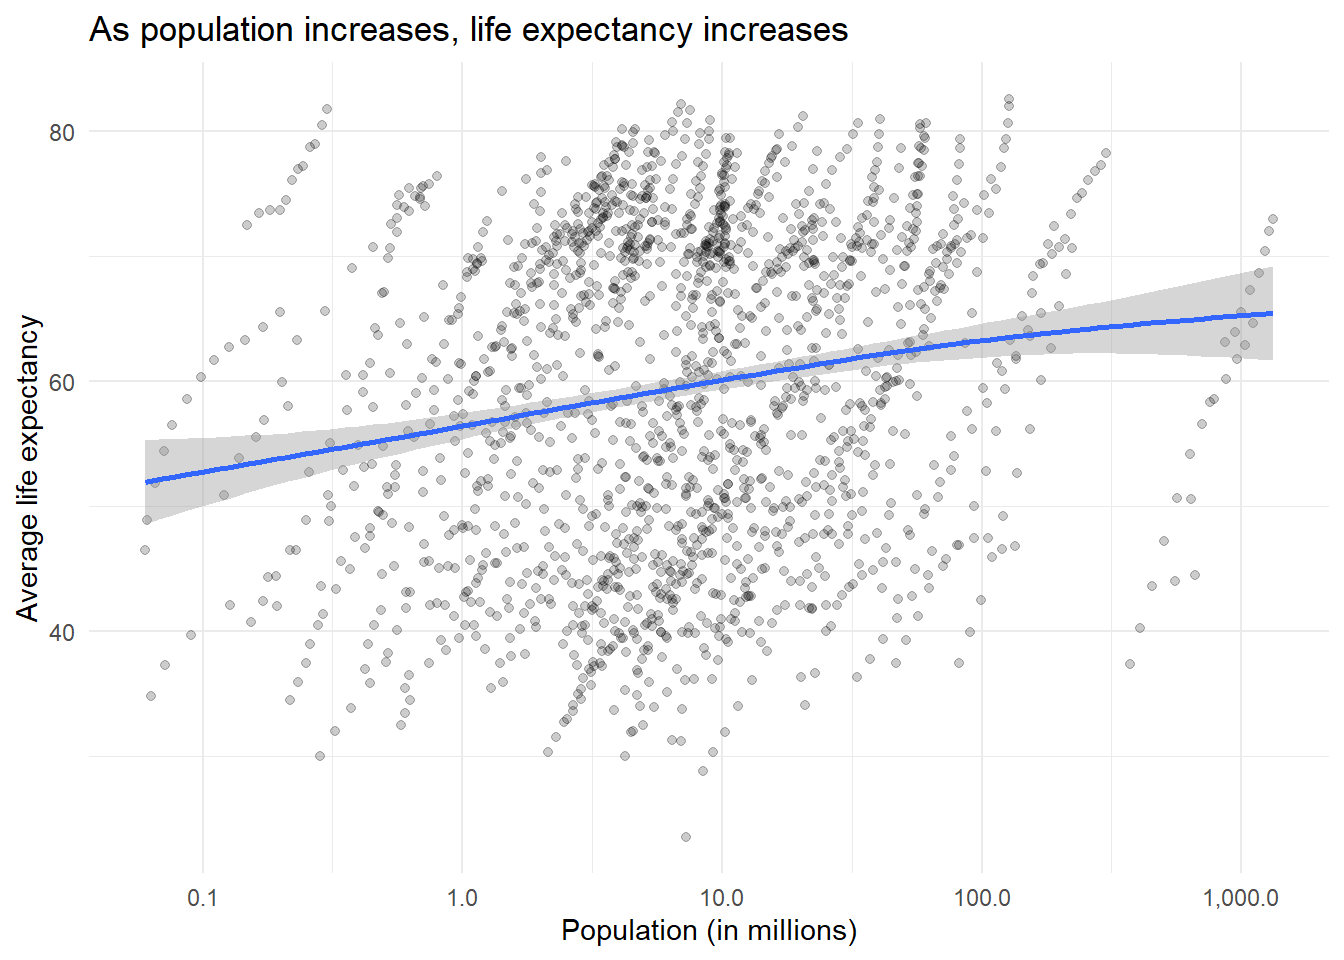 As population increases, life expectancy increases
80
60
40
Average life expectancy
0.1
1.0
10.0
100.0
1,000.0
Population (in millions)